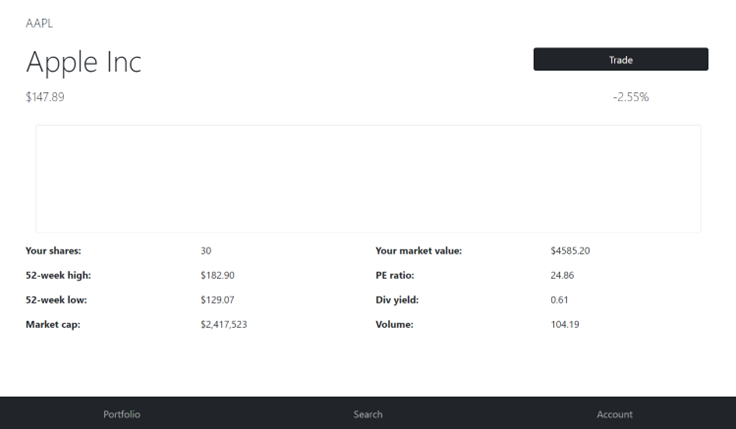 AAPL
Apple Inc
Trade
$147.89
-2.55%
Your shares: 30 Your market value: $4585.20
52-week high: $182.90 PE ratio: 24.86
52-week low: $129.07 Div yield: 0.61
Market cap: $2,417,523 Volume: 104.19
Portfolio Search Account